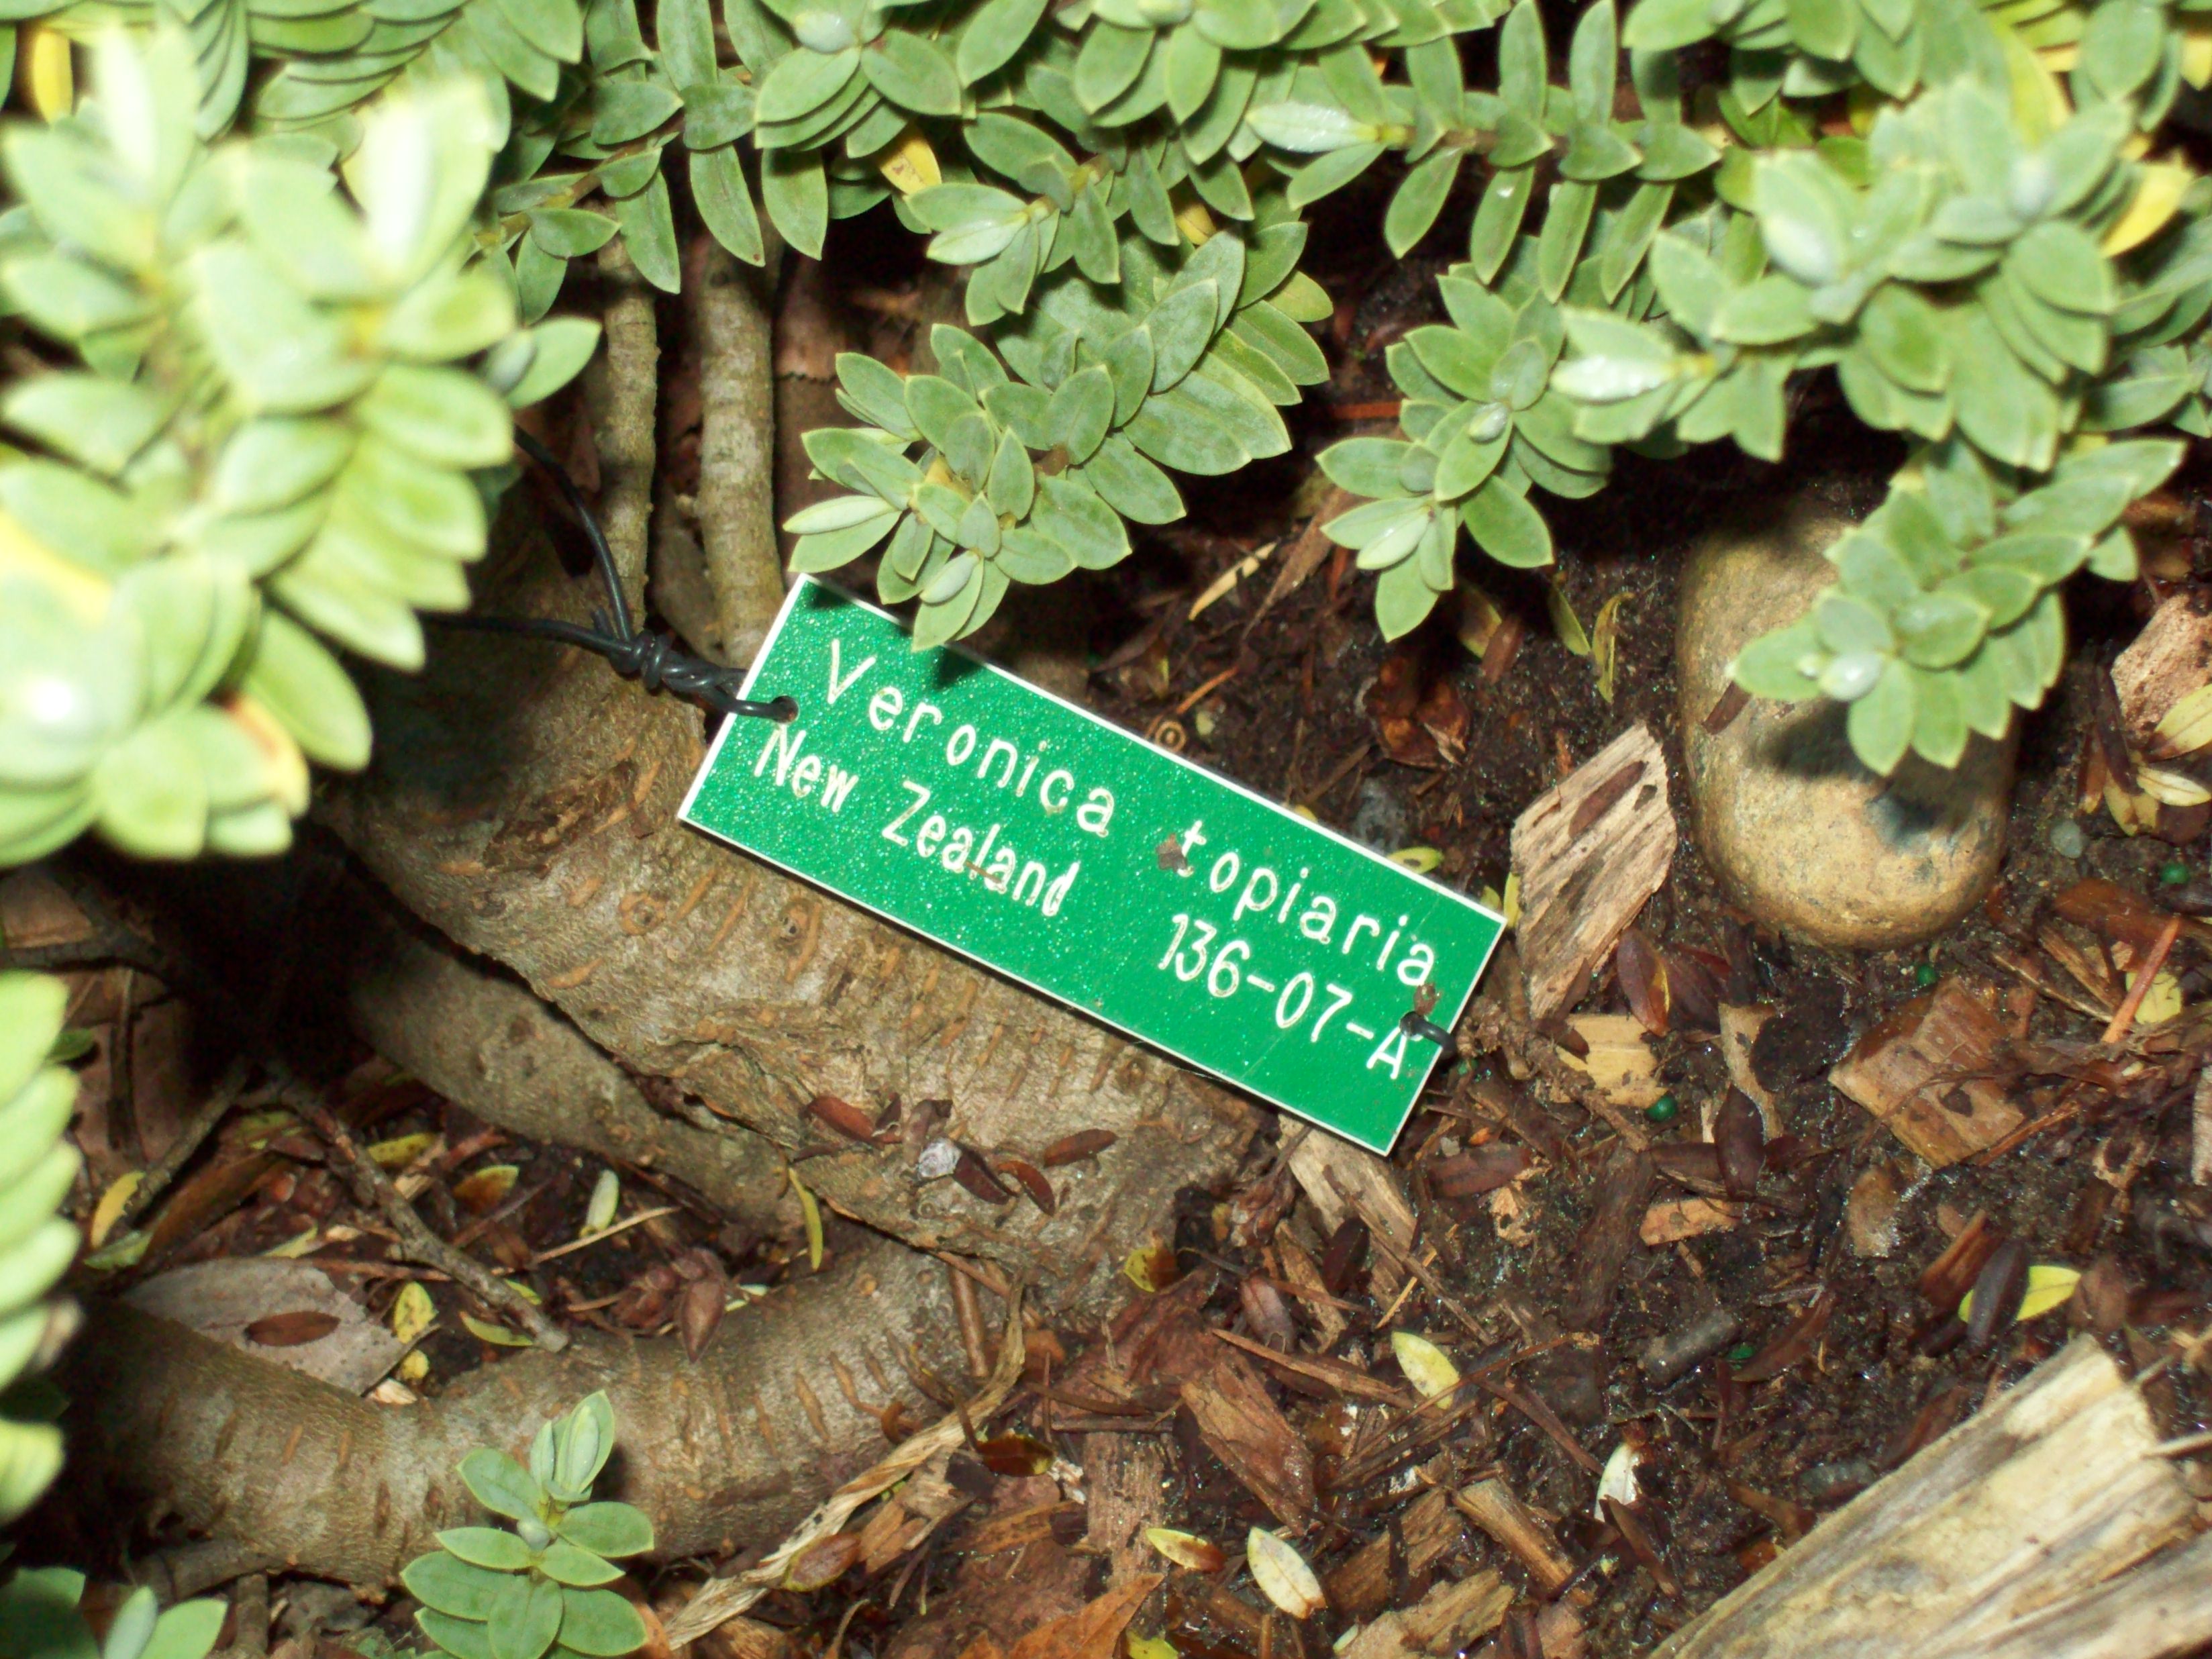 Veronica topiaria
New Zealand 136-07-A